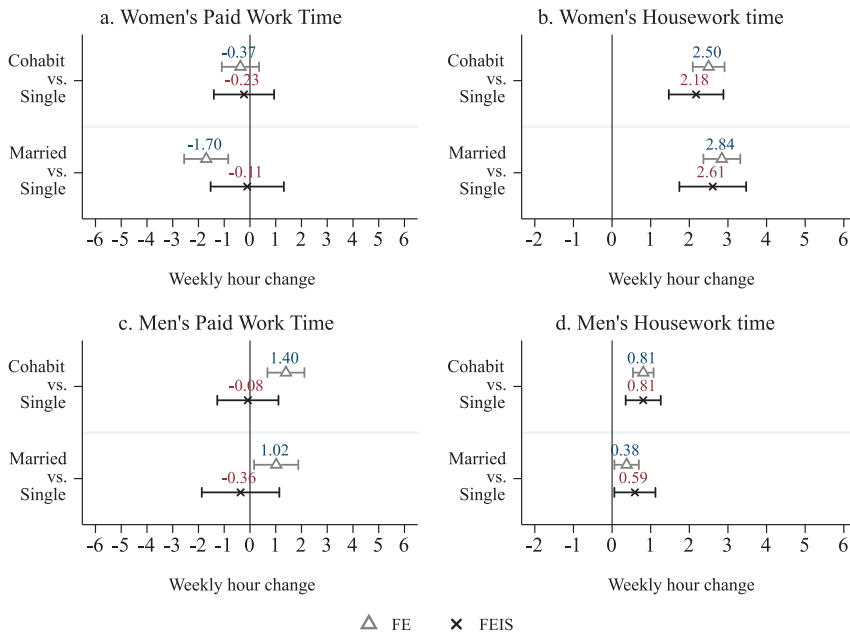 a. Women's Paid Work Time
Cohabit
vs.
Single
-0.37
-0.23
Married
vs.
Single
-1.70
-0.11
-6 -5 -4 -3 -2 -1 0 1 2 3 4 5 6
Weekly hour change
b. Women's Housework time
2.50
2.18
2.84
2.61
-2 -1 0 1 2 3 4 5 6
Weekly hour change
c. Men's Paid Work Time
Cohabit
vs.
Single
1.40
-0.08
Married
vs.
Single
1.02
-0.36
-6 -5 -4 -3 -2 -1 0 1 2 3 4 5 6
Weekly hour change
d. Men's Housework time
Cohabit
vs.
Single
0.81
0.81
Married
vs.
Single
0.38
0.59
-2 -1 0 1 2 3 4 5 6
Weekly hour change
FE FEIS